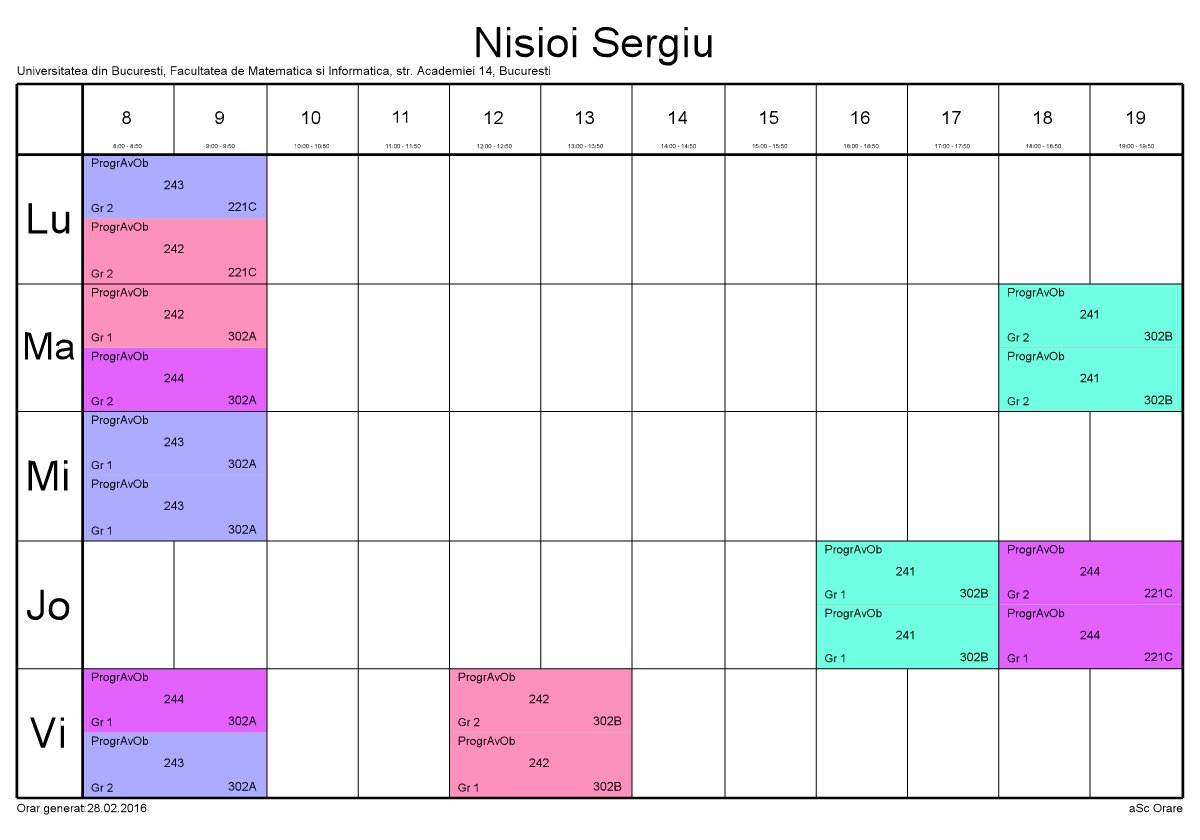 Nisioi Sergiu
Universitatea din Bucuresti, Facultatea de Matematica si Informatica, str. Academiei 14, Bucuresti
8 9 10 11 12 13 14 15 16 17 18 19
8:00 - 8:50 9:00 - 9:50 10:00 - 10:50 11:00 - 11:50 12:00 - 12:50 13:00 - 13:50 14:00 - 14:50 15:00 - 15:50 16:00 - 16:50 17:00 - 17:50 18:00 - 18:50 19:00 - 19:50
Lu
ProgrAvOb
243
Gr 2 221C
ProgrAvOb
242
Gr 2 221C
Ma
ProgrAvOb
242
Gr 1 302A
ProgrAvOb
244
Gr 2 302A
ProgrAvOb
241
Gr 2 302B
ProgrAvOb
241
Gr 2 302B
Mi
ProgrAvOb
243
Gr 1 302A
ProgrAvOb
243
Gr 1 302A
Jo
ProgrAvOb
241
Gr 1 302B
ProgrAvOb
241
Gr 1 302B
ProgrAvOb
244
Gr 2 221C
ProgrAvOb
244
Gr 1 221C
Vi
ProgrAvOb
244
Gr 1 302A
ProgrAvOb
243
Gr 2 302A
ProgrAvOb
242
Gr 2 302B
ProgrAvOb
242
Gr 1 302B
Orar generat:28.02.2016 aSc Orare